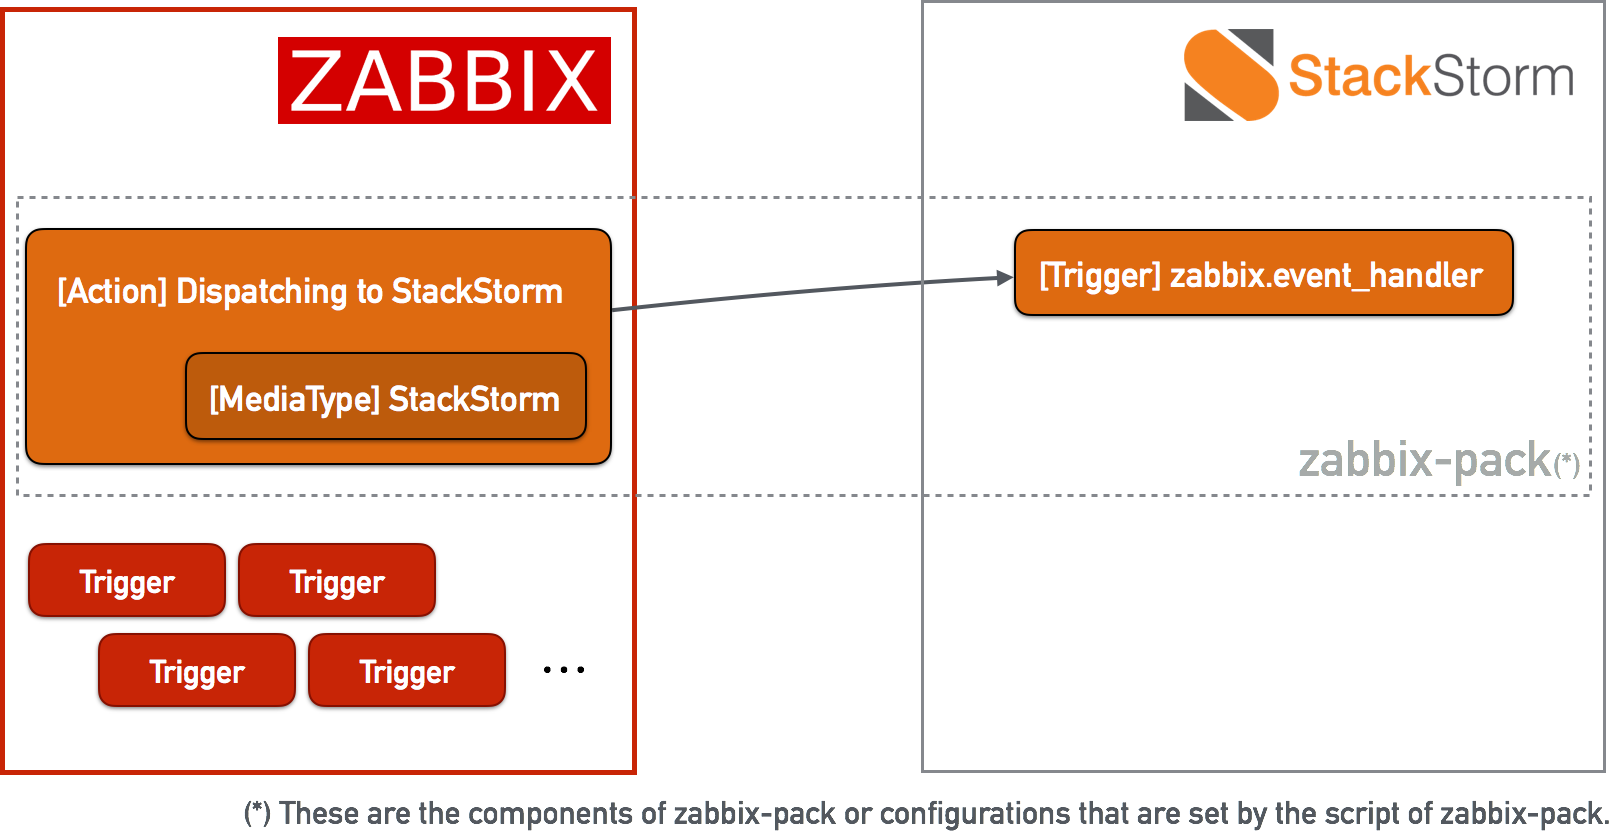 ZABBIX
StackStorm
[Action] Dispatching to StackStorm
[Trigger] zabbix.event_handler
[MediaType] StackStorm
zabbix-pack(*)
Trigger
Trigger
Trigger
Trigger
...
(*) These are the components of zabbix-pack or configurations that are set by the script of zabbix-pack.